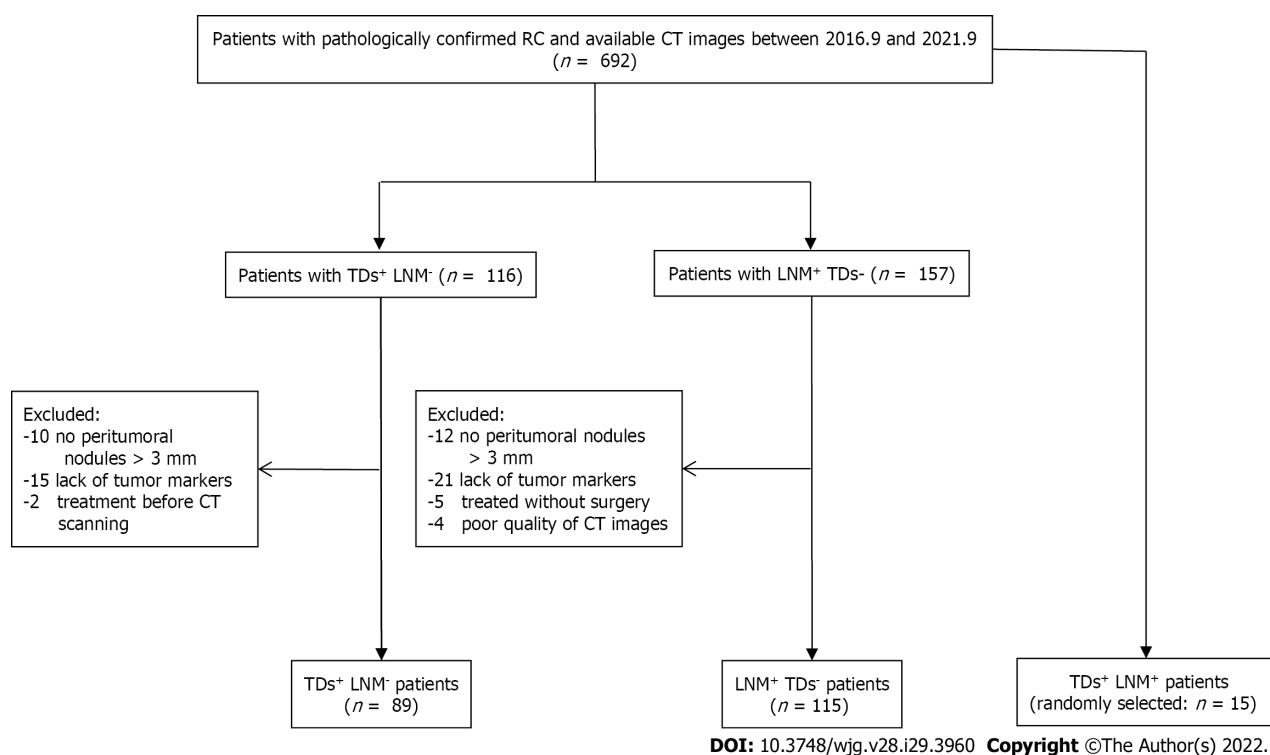 Patients with pathologically confirmed RC and available CT images between 2016.9 and 2021.9
(n = 692)
Patients with TDs⁺ LNM⁻ (n = 116)
Patients with LNM⁺ TDs- (n = 157)
Excluded:
-10 no peritumoral
nodules > 3 mm
-15 lack of tumor markers
-2 treatment before CT
scanning
Excluded:
-12 no peritumoral nodules
> 3 mm
-21 lack of tumor markers
-5 treated without surgery
-4 poor quality of CT images
TDs⁺ LNM⁻ patients
(n = 89)
LNM⁺ TDs⁻ patients
(n = 115)
TDs⁺ LNM⁺ patients
(randomly selected: n = 15)
DOI: 10.3748/wjg.v28.i29.3960 Copyright ©The Author(s) 2022.